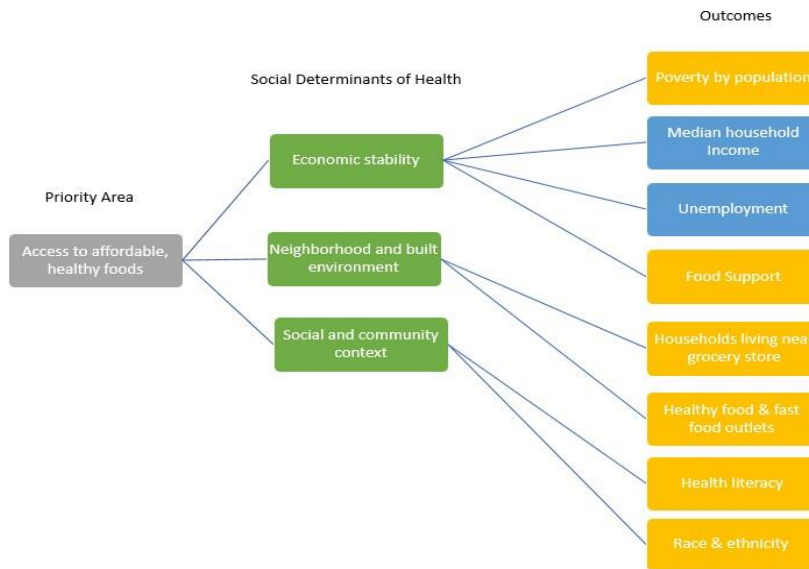 Outcomes
Social Determinants of Health
Priority Area
Access to affordable,
healthy foods
Economic stability
Neighborhood and built
environment
Social and community
context
Poverty by population
Median household
Income
Unemployment
Food Support
Households living near
grocery store
Healthy food & fast
food outlets
Health literacy
Race & ethnicity